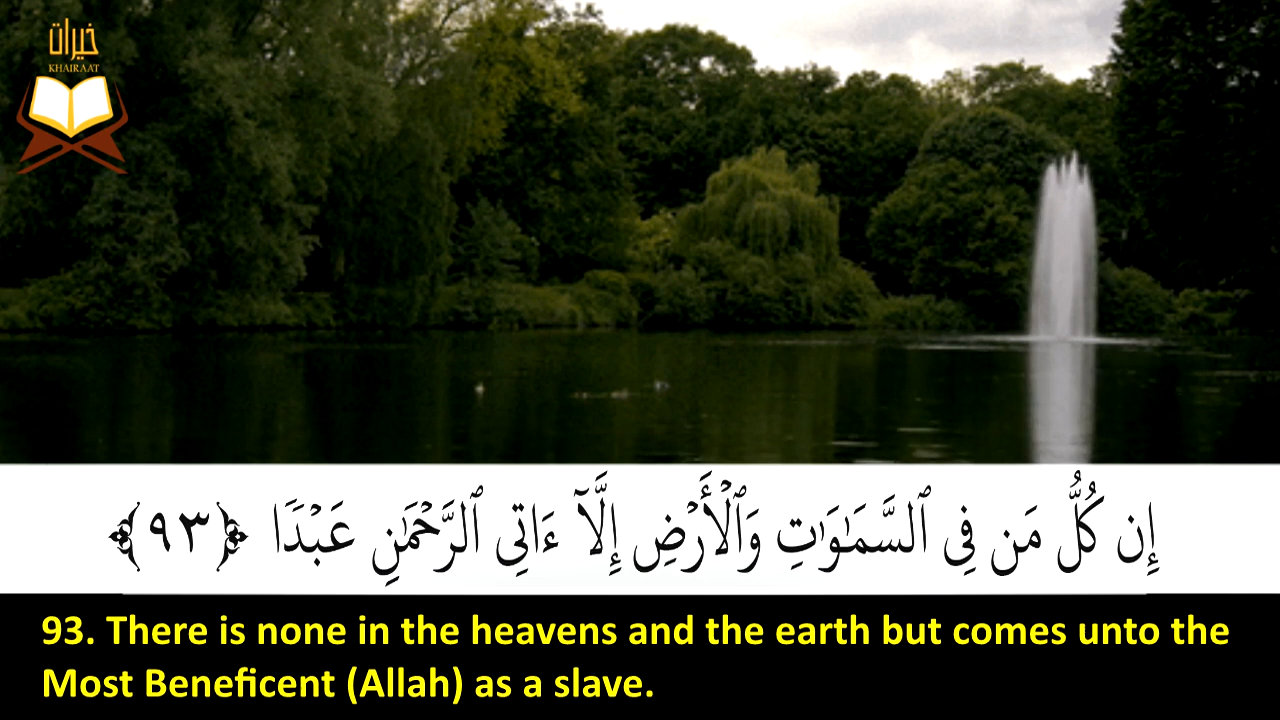 خيرات
KHAIRAAT
إِن كُلُّ مَن فِى ٱلسَّمَـٰوَٰتِ وَٱلْأَرْضِ إِلَّآ ءَاتِى ٱلرَّحْمَـٰنِ عَبْدًا ﴿٩٣﴾
93. There is none in the heavens and the earth but comes unto the
Most Beneficent (Allah) as a slave.